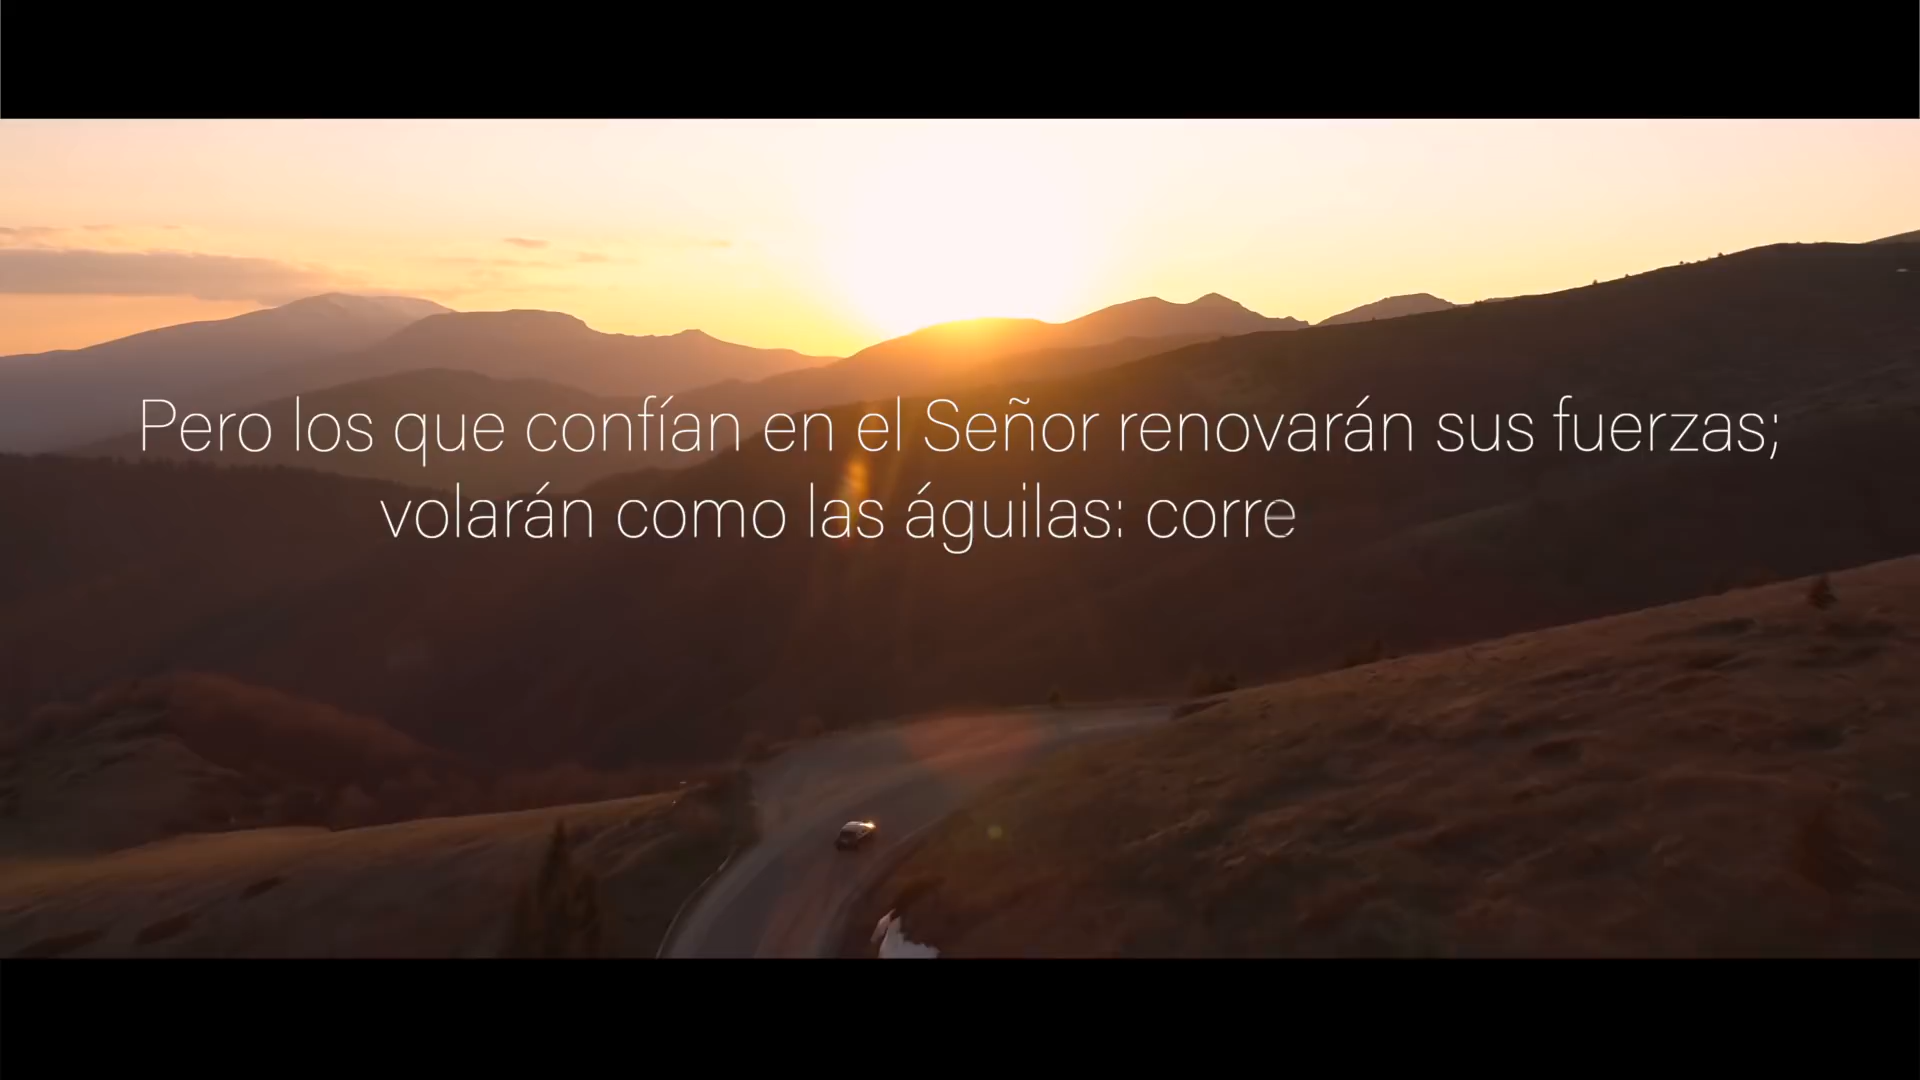 Pero los que confían en el Señor renovarán sus fuerzas;
volarán como las águilas: corre